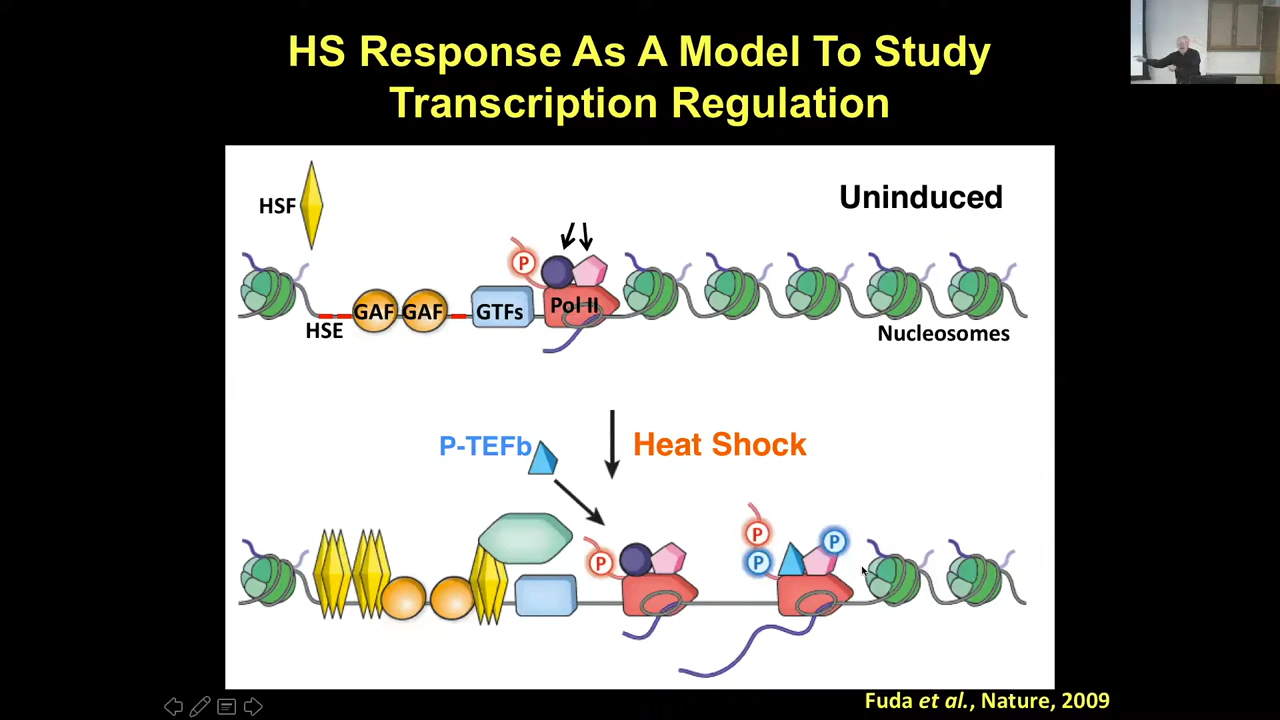 HS Response As A Model To Study
Transcription Regulation
HSF
Uninduced
P
GAF
GAF
GTFs
Pol II
HSE
Nucleosomes
P-TEFb
Heat Shock
P
P
P
P
Fuda et al., Nature, 2009